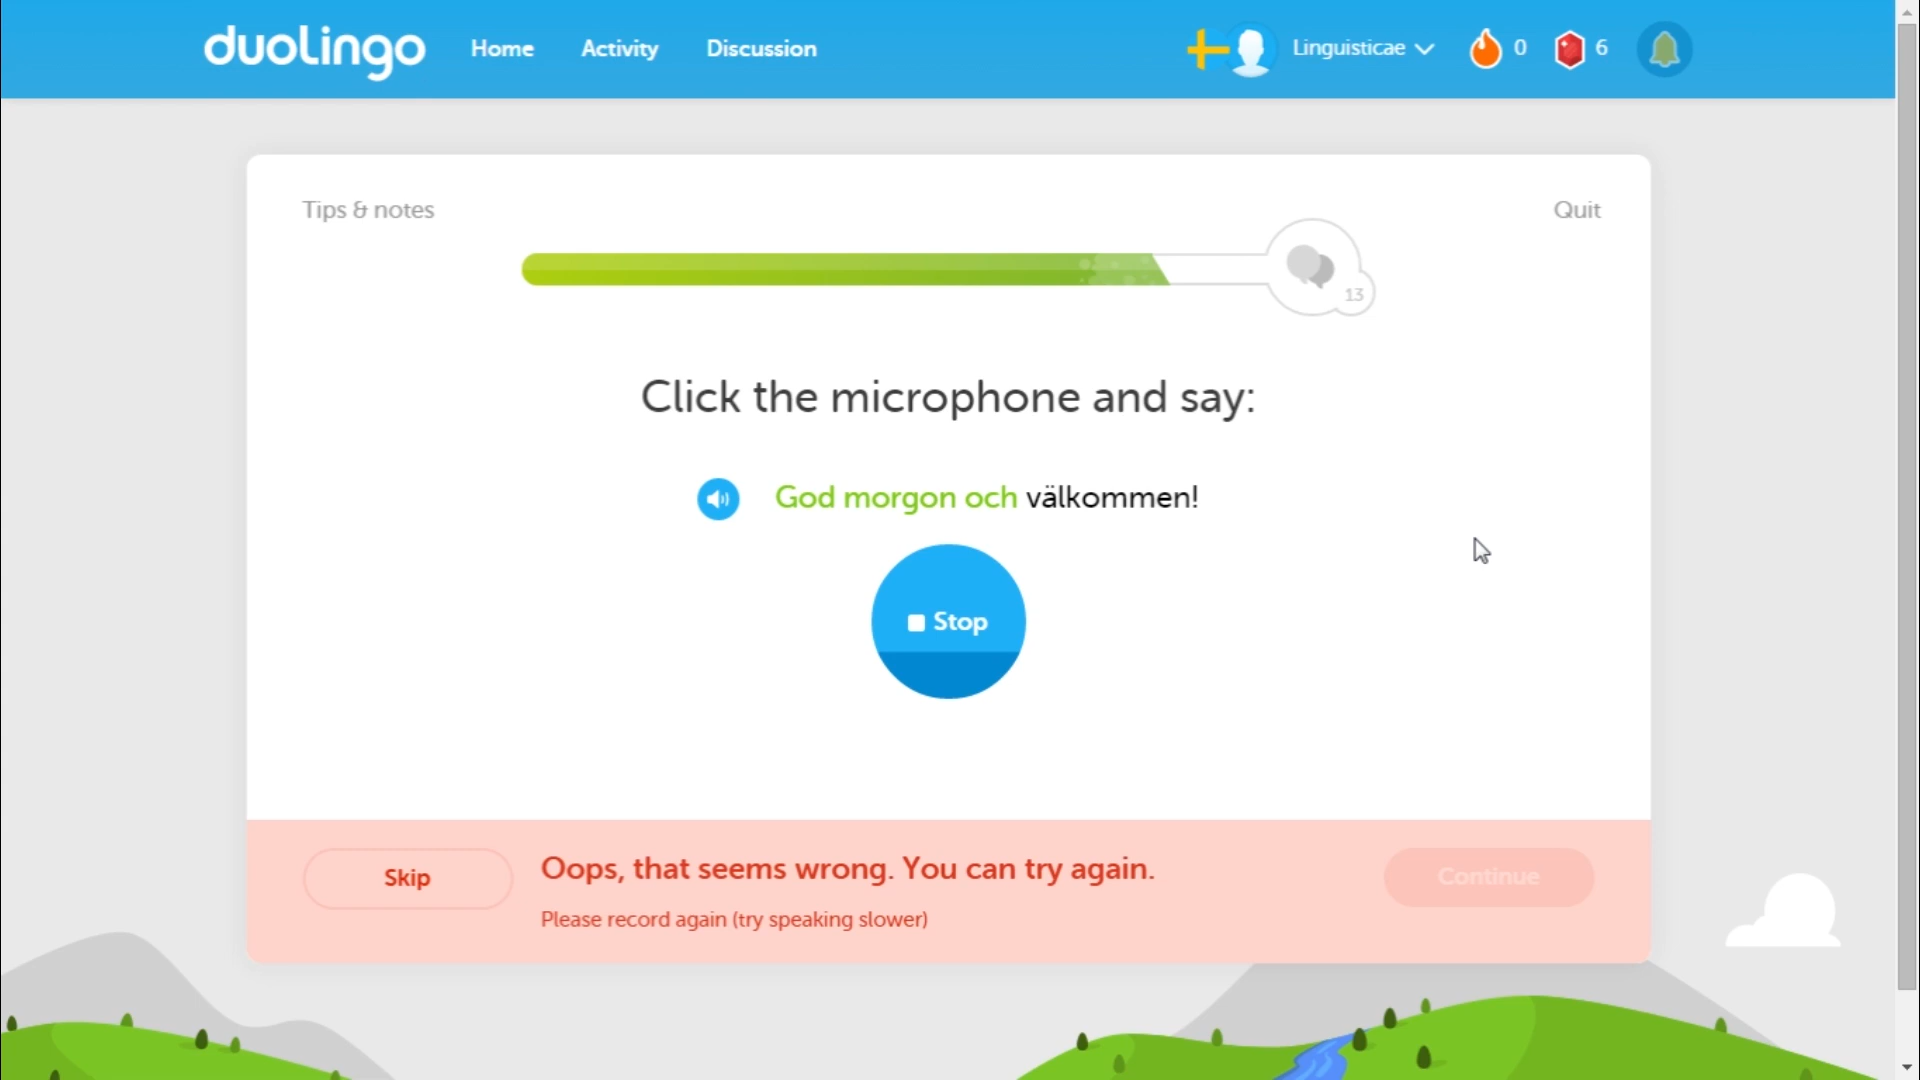 duolingo Home Activity Discussion Linguisticae 0 6
Tips & notes Quit
13
Click the microphone and say:
God morgon och välkommen!
Stop
Skip Oops, that seems wrong. You can try again. Continue
Please record again (try speaking slower)